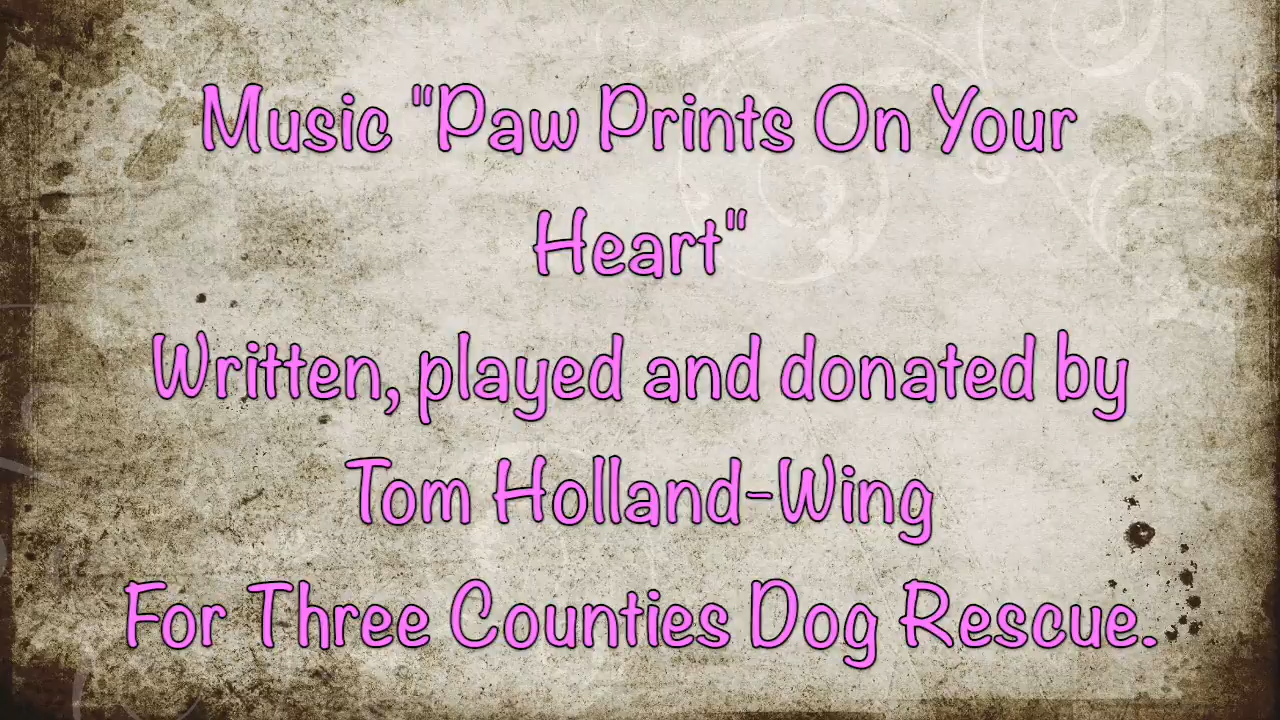 Music "Paw Prints On Your
Heart"
Written, played and donated by
Tom Holland-Wing
For Three Counties Dog Rescue.